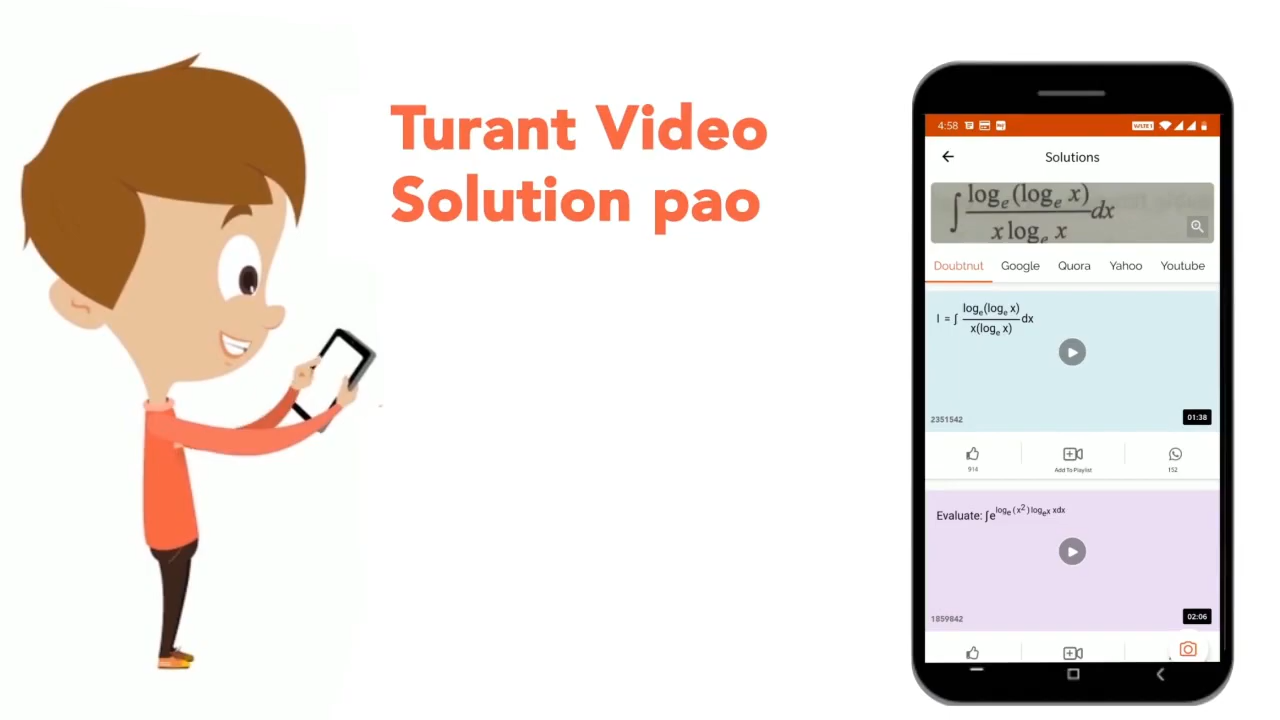 Turant Video
Solution pao
4:58
VoLTE1
Solutions
∫ logₑ(logₑ x) / x logₑ x dx
Doubtnut Google Quora Yahoo Youtube
I = ∫ logₑ(logₑ x) / x(logₑ x) dx
2351542 01:38
914 Add To Playlist 152
Evaluate: ∫e^logₑ(x²)logₑx xdx
1859842 02:06